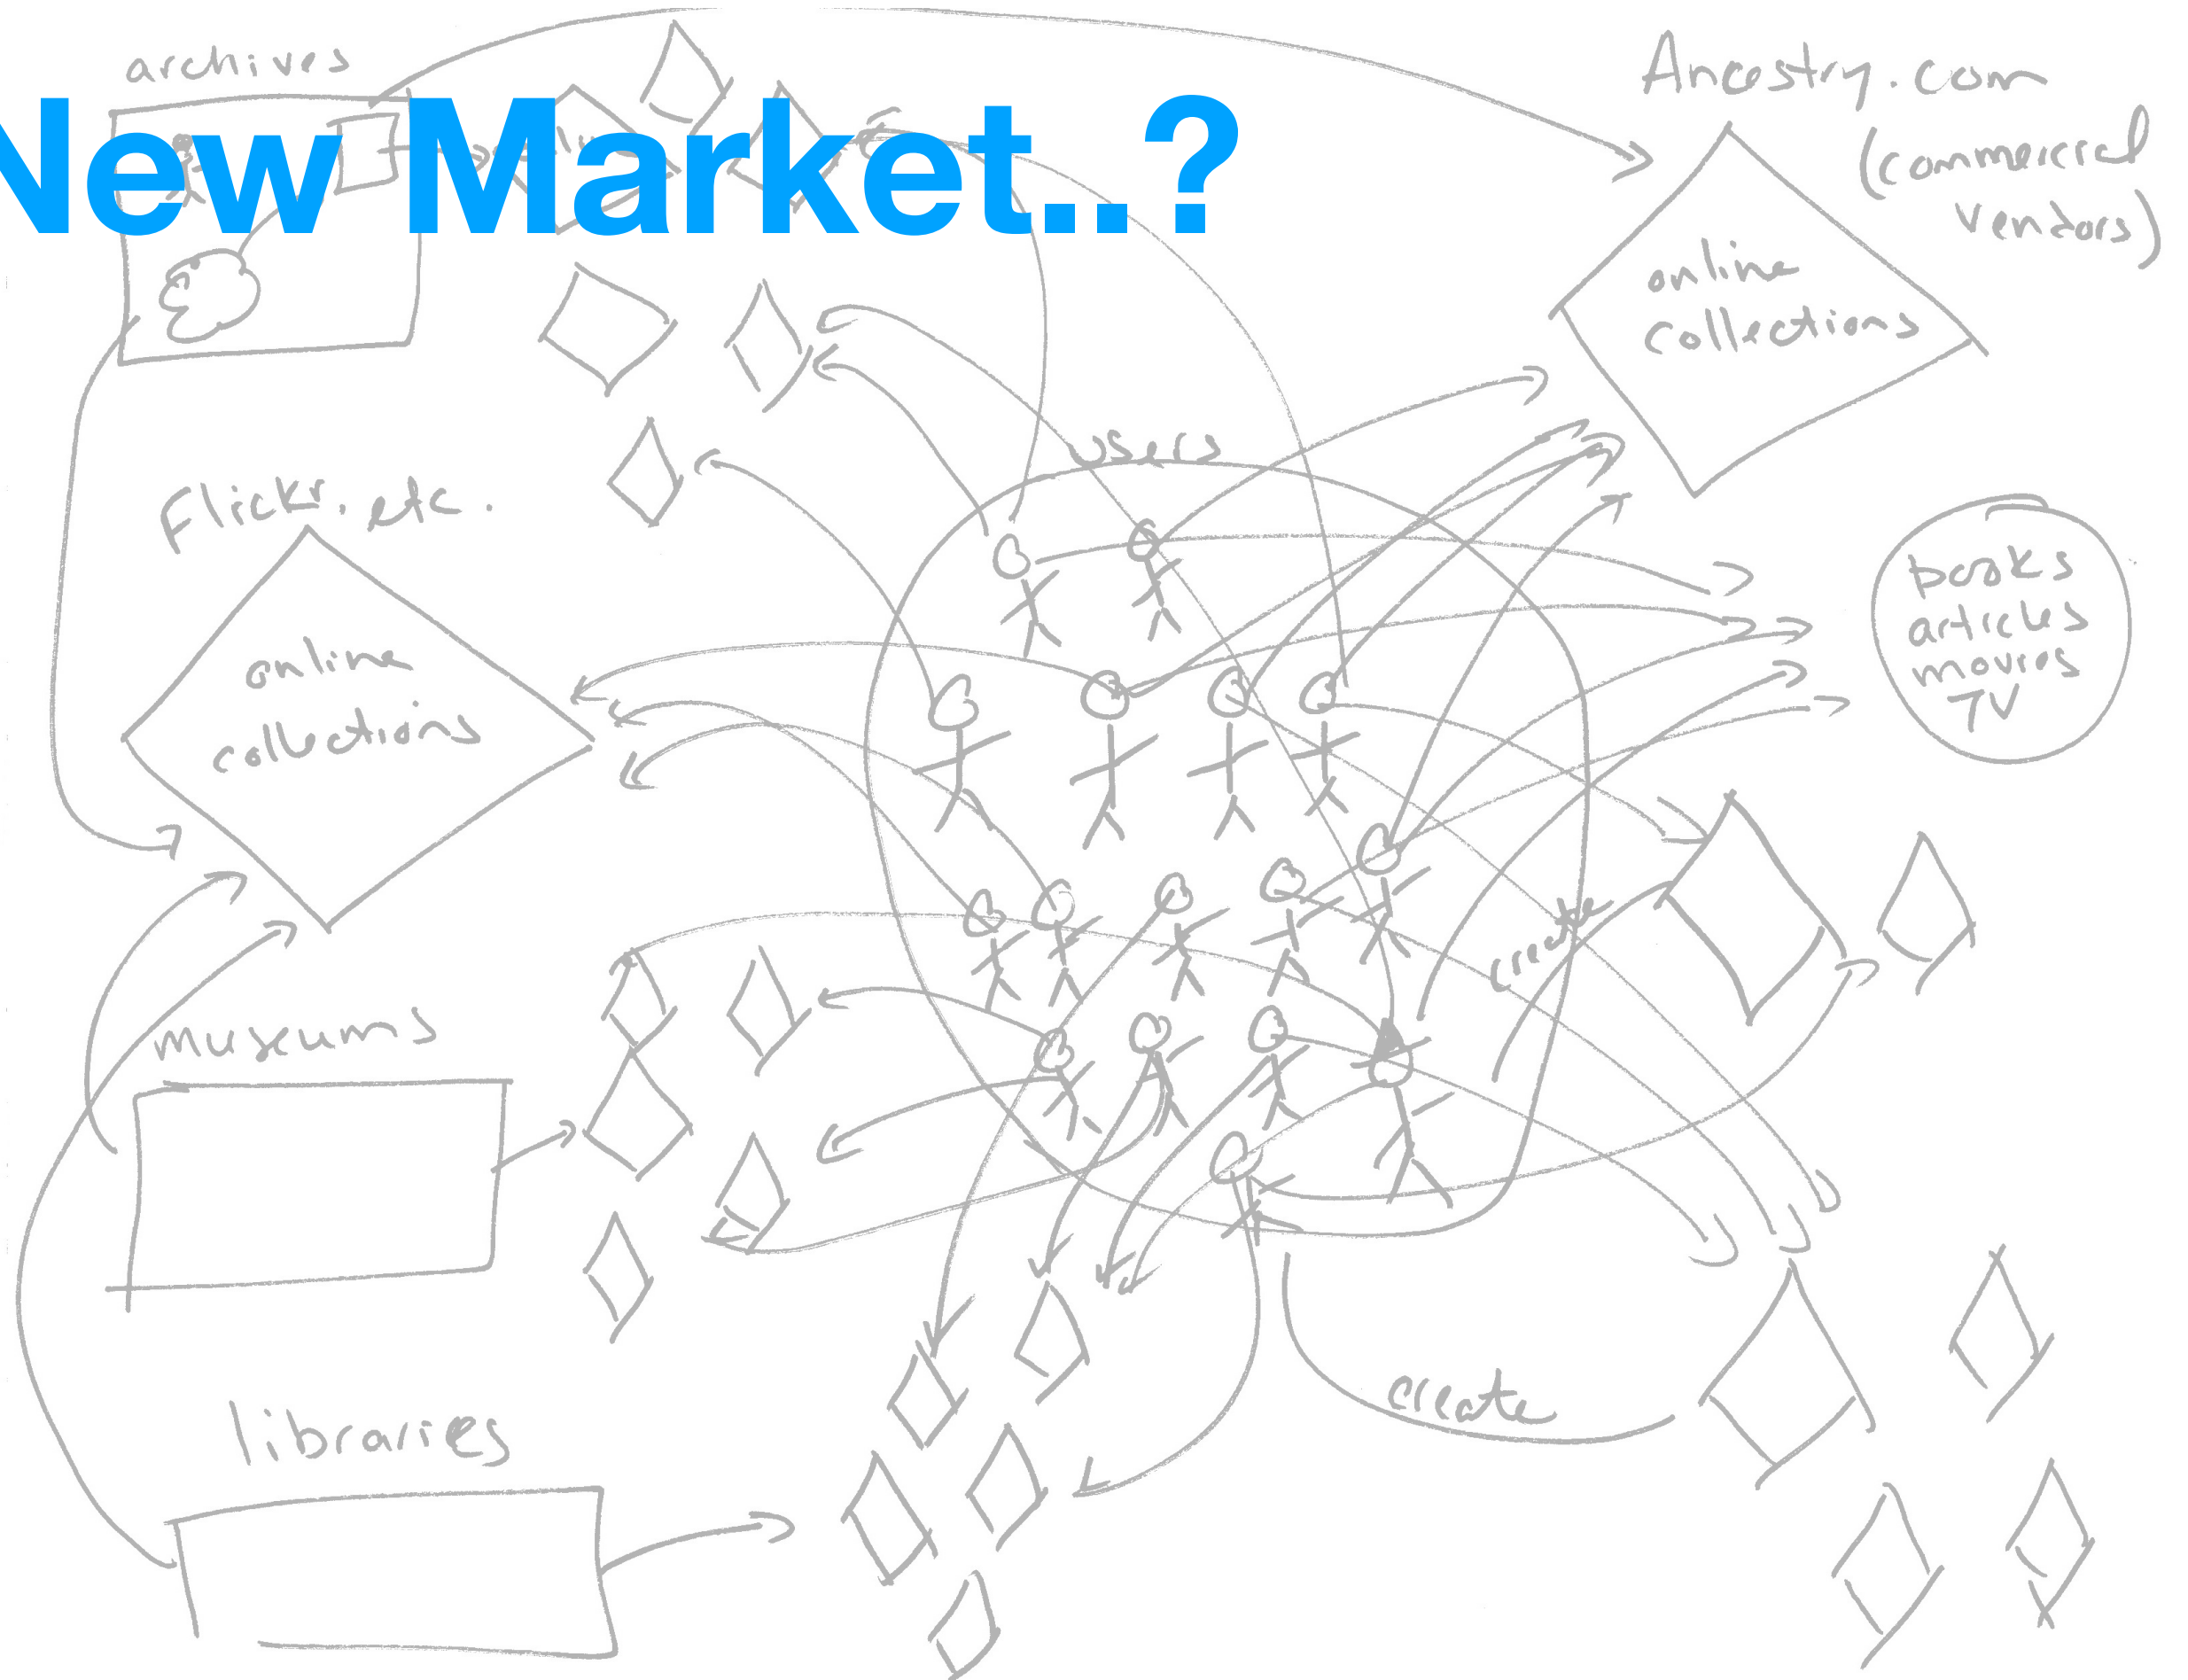 archives
New Market..?
Ancestry.com
(commercial
vendors)
online
collections
users
flickr. etc.
books
articles
movies
TV
online
collections
create
museums
create
libraries